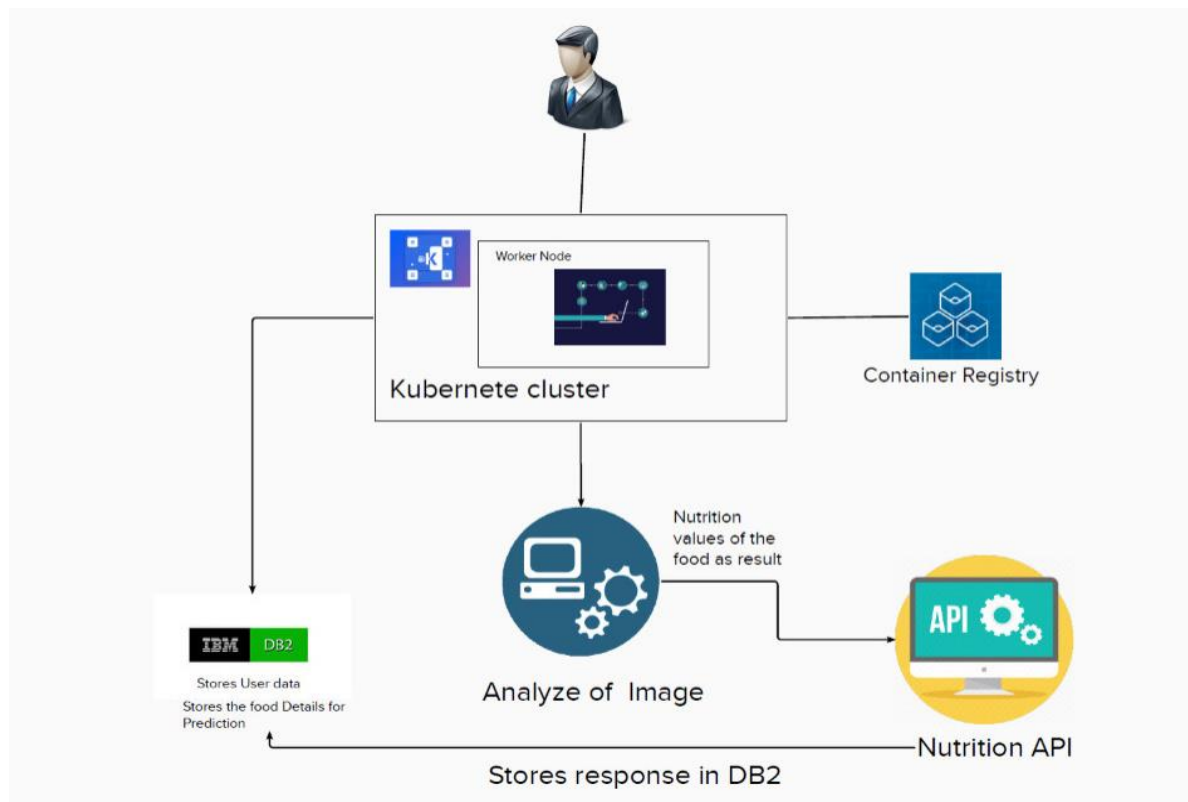 Worker Node
K
Kubernete cluster
Container Registry
Nutrition
values of the
food as result
API
IBM DB2
Stores User data
Stores the food Details for
Prediction
Analyze of Image
Nutrition API
Stores response in DB2